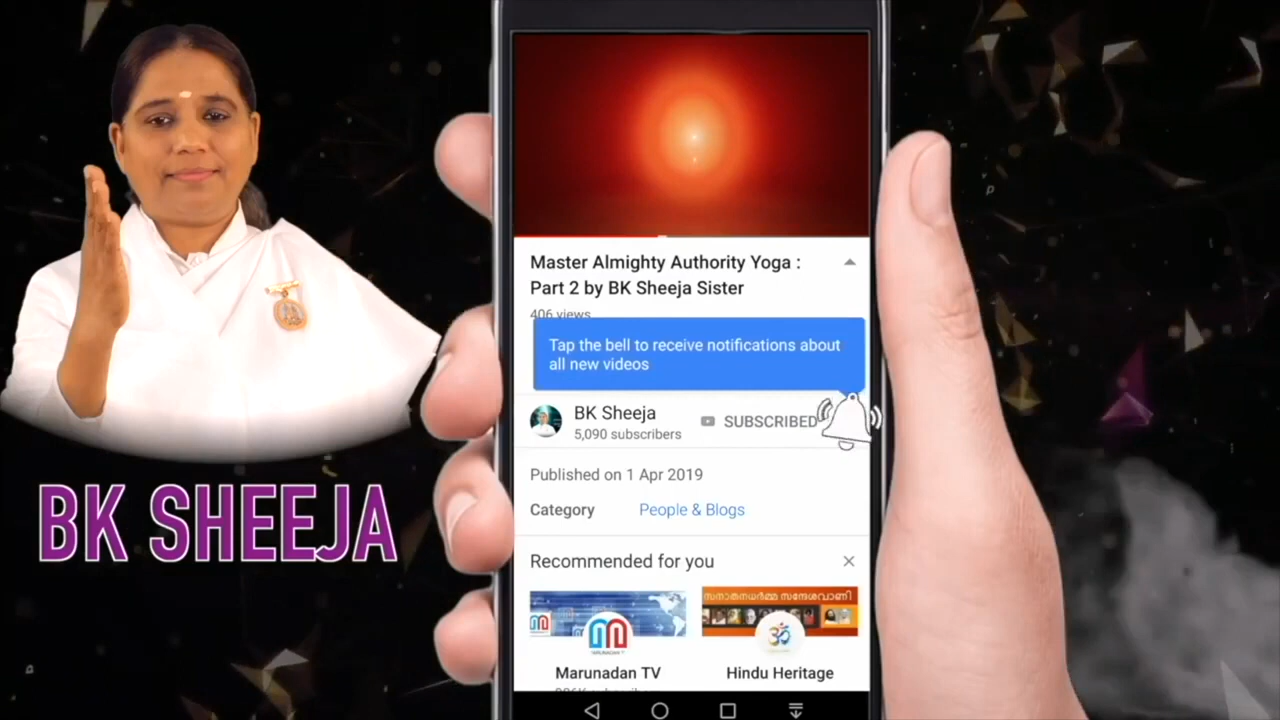 BK SHEEJA
Master Almighty Authority Yoga :
Part 2 by BK Sheeja Sister
406 views
Tap the bell to receive notifications about
all new videos
BK Sheeja
5,090 subscribers
SUBSCRIBED
Published on 1 Apr 2019
Category People & Blogs
Recommended for you
സനാതനധർമ്മ സന്ദേശവാണി
Marunadan TV
Hindu Heritage